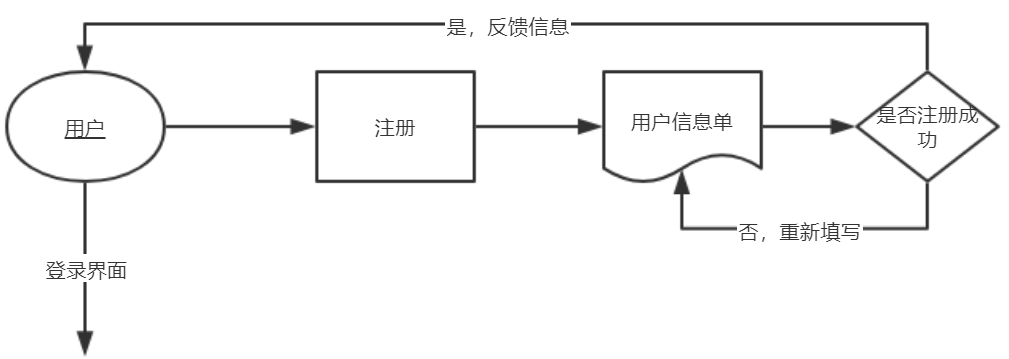 是，反馈信息
用户
注册
用户信息单
是否注册成
功
否，重新填写
登录界面